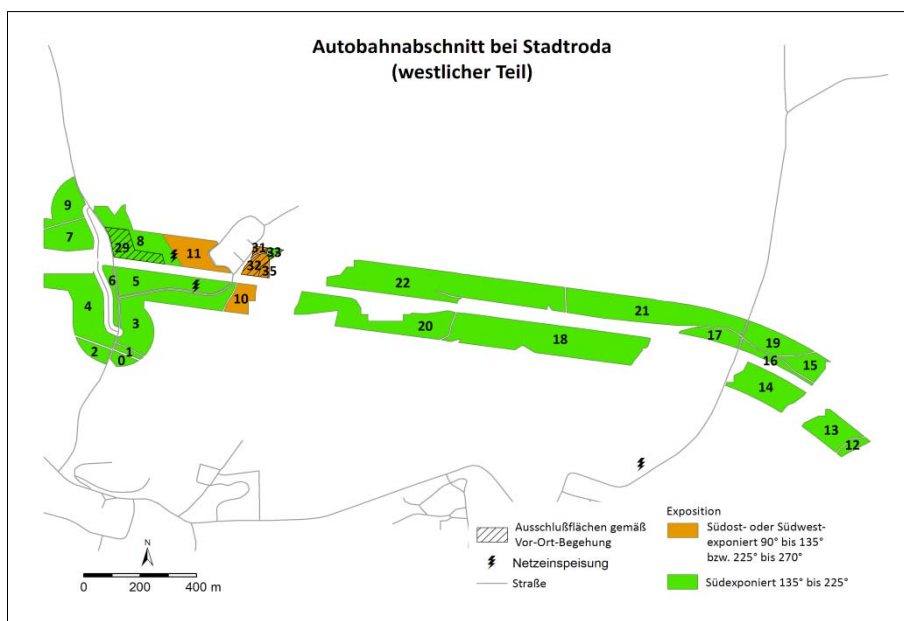 Autobahnabschnitt bei Stadtroda
(westlicher Teil)
9
7
29
8
11
31
33
32
35
6
5
10
4
3
2
1
0
22
21
20
18
17
19
16
15
14
13
12
N
0 200 400 m
Ausschlußflächen gemäß
Vor-Ort-Begehung
Netzeinspeisung
Straße
Exposition
Südost- oder Südwest-
exponiert 90° bis 135°
bzw. 225° bis 270°
Südexponiert 135° bis 225°